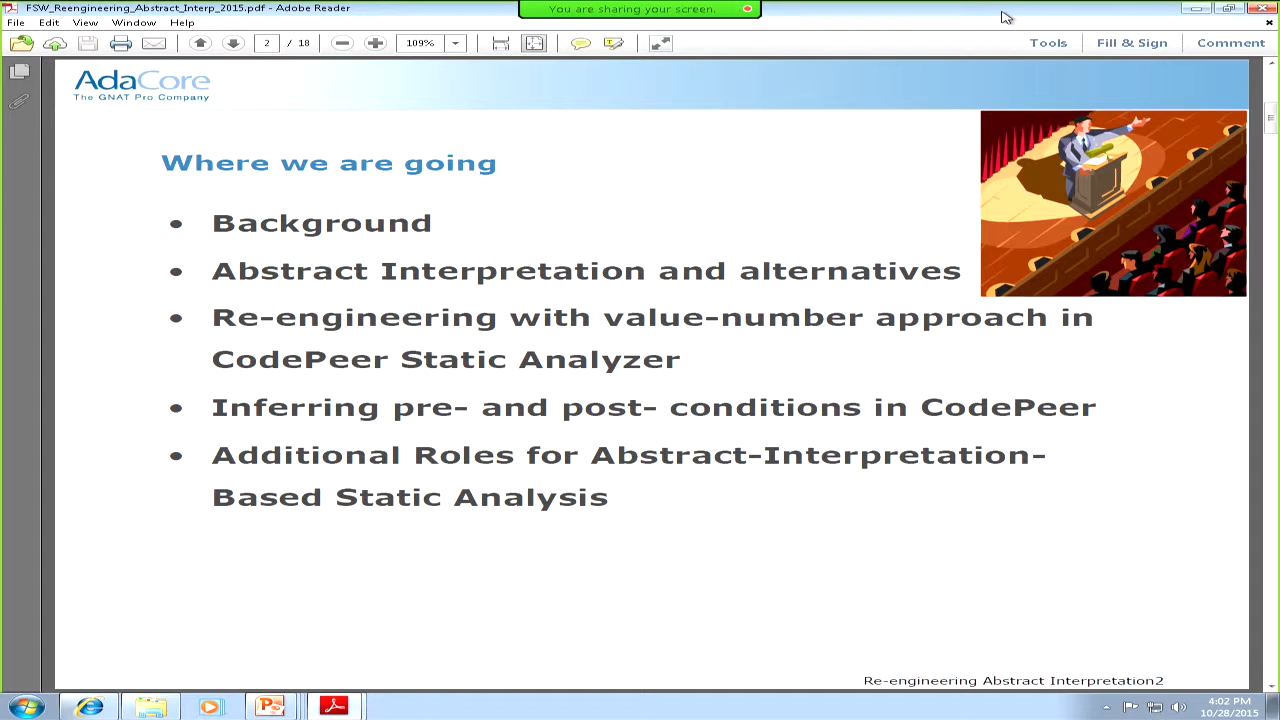 FSW_Reengineering_Abstract_Interp_2015.pdf - Adobe Reader
You are sharing your screen.
File Edit View Window Help
2 / 18 109% Tools Fill & Sign Comment
AdaCore
The GNAT Pro Company
Where we are going
• Background
• Abstract Interpretation and alternatives
• Re-engineering with value-number approach in
CodePeer Static Analyzer
• Inferring pre- and post- conditions in CodePeer
• Additional Roles for Abstract-Interpretation-
Based Static Analysis
Re-engineering Abstract Interpretation2
4:02 PM
10/28/2015